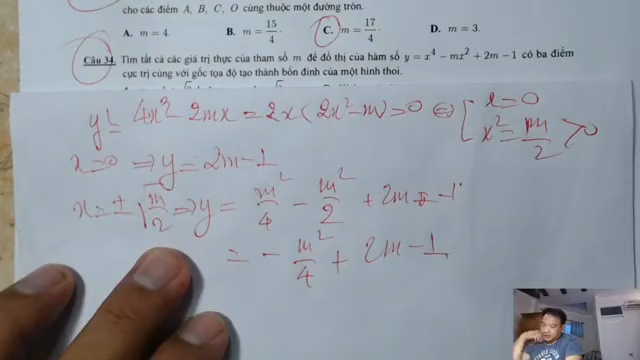 cho các điểm A, B, C, O cùng thuộc một đường tròn.
A. m = 4. B. m = 15/4. C. m = 17/4. D. m = 3.
Câu 34. Tìm tất cả các giá trị thực của tham số m để đồ thị của hàm số y = x⁴ − mx² + 2m − 1 có ba điểm
cực trị cùng với gốc tọa độ tạo thành bốn đỉnh của một hình thoi.
y' = 4x³ - 2mx = 2x(2x² - m) = 0 ⇔ [ x = 0
x² = m/2 > 0
x = 0 ⇒ y = 2m - 1
x = ± √(m/2) ⇒ y = m²/4 - m²/2 + 2m - 1
= - m²/4 + 2m - 1